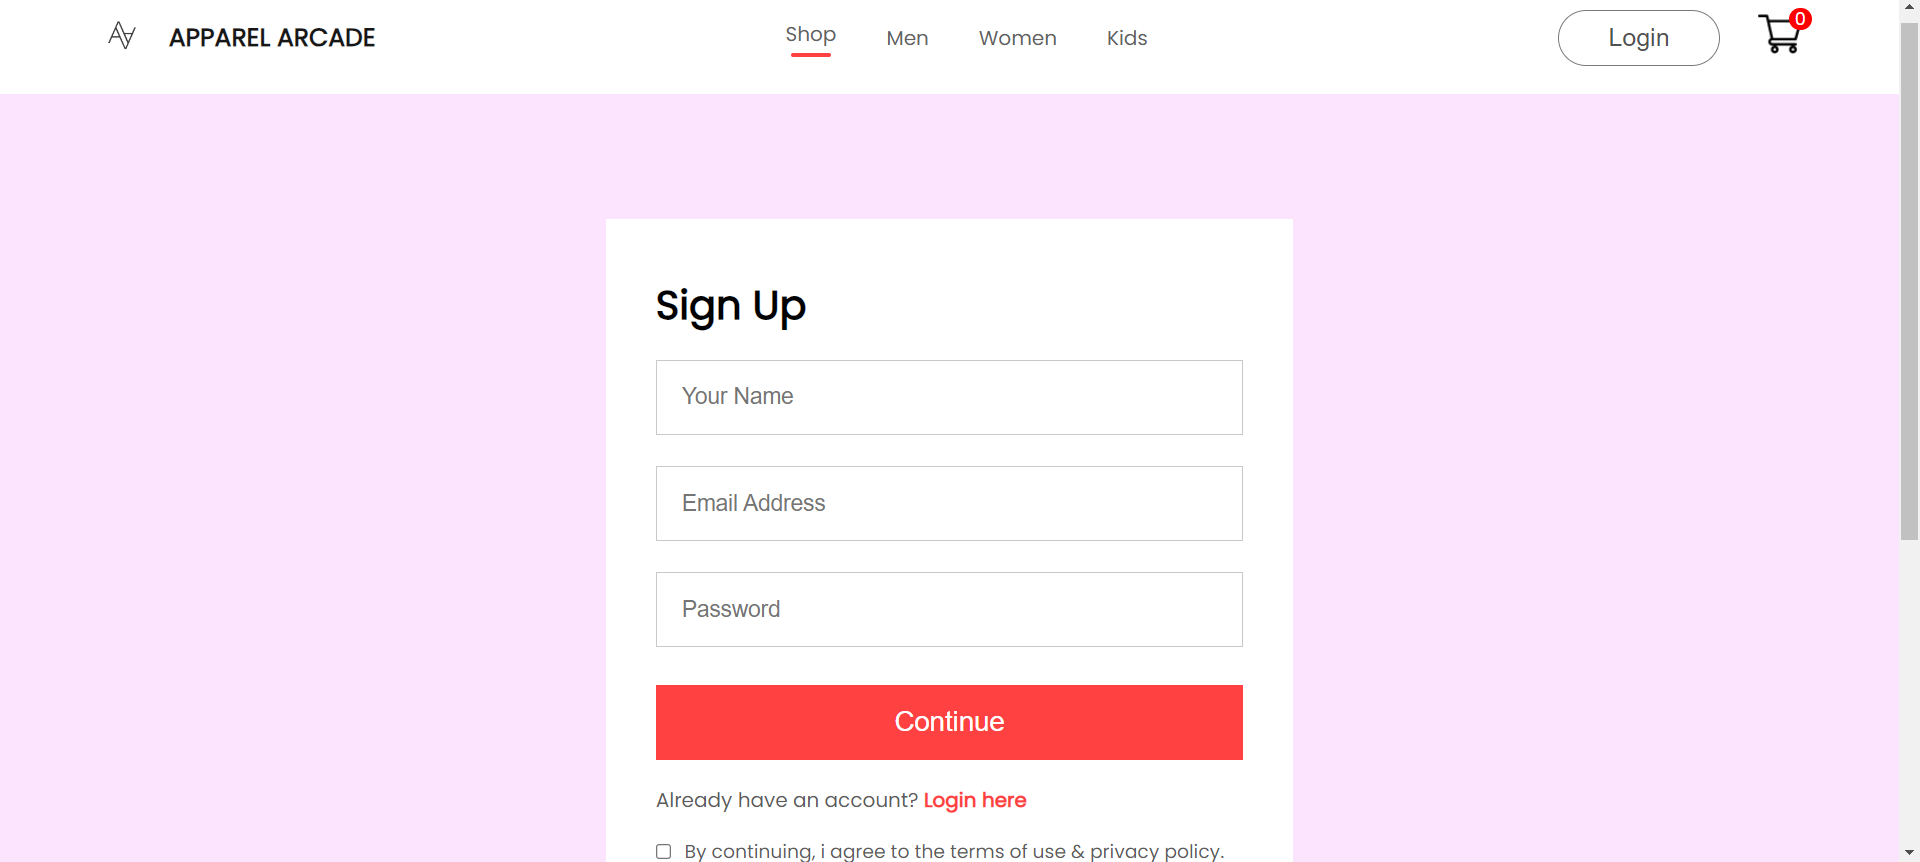 APPAREL ARCADE
Shop Men Women Kids
Login
0
Sign Up
Your Name
Email Address
Password
Continue
Already have an account? Login here
By continuing, i agree to the terms of use & privacy policy.